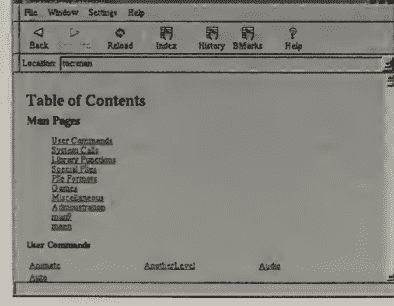 File Window Settings Help
Back Reload Index History BMarks Help
Location:
Table of Contents
Man Pages
User Commands
System Calls
Library Functions
Special Files
File Formats
Games
Miscellaneous
Administration
man9
mann
User Commands
Animate AnotherLevel Audio
Auto